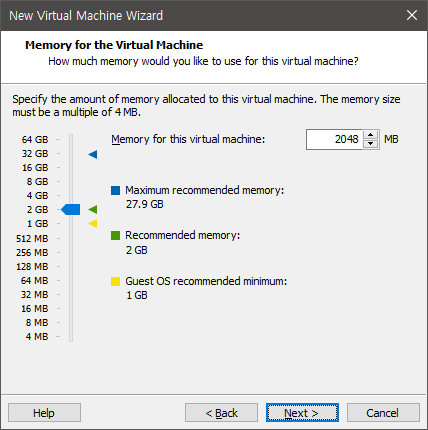 New Virtual Machine Wizard
Memory for the Virtual Machine
How much memory would you like to use for this virtual machine?
Specify the amount of memory allocated to this virtual machine. The memory size
must be a multiple of 4 MB.
64 GB
32 GB
16 GB
8 GB
4 GB
2 GB
1 GB
512 MB
256 MB
128 MB
64 MB
32 MB
16 MB
8 MB
4 MB
Memory for this virtual machine: 2048 MB
Maximum recommended memory:
27.9 GB
Recommended memory:
2 GB
Guest OS recommended minimum:
1 GB
Help < Back Next > Cancel